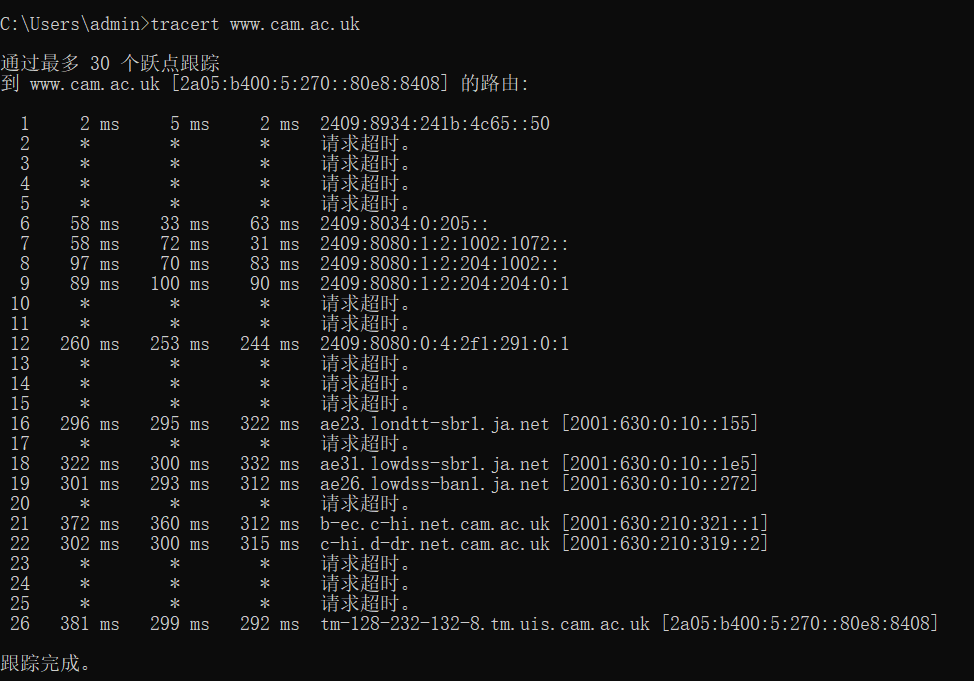 C:\Users\admin>tracert www.cam.ac.uk
通过最多 30 个跃点跟踪
到 www.cam.ac.uk [2a05:b400:5:270::80e8:8408] 的路由:
1 2 ms 5 ms 2 ms 2409:8934:241b:4c65::50
2 * * * 请求超时。
3 * * * 请求超时。
4 * * * 请求超时。
5 * * * 请求超时。
6 58 ms 33 ms 63 ms 2409:8034:0:205::
7 58 ms 72 ms 31 ms 2409:8080:1:2:1002:1072::
8 97 ms 70 ms 83 ms 2409:8080:1:2:204:1002::
9 89 ms 100 ms 90 ms 2409:8080:1:2:204:204:0:1
10 * * * 请求超时。
11 * * * 请求超时。
12 260 ms 253 ms 244 ms 2409:8080:0:4:2f1:291:0:1
13 * * * 请求超时。
14 * * * 请求超时。
15 * * * 请求超时。
16 296 ms 295 ms 322 ms ae23.londtt-sbr1.ja.net [2001:630:0:10::155]
17 * * * 请求超时。
18 322 ms 300 ms 332 ms ae31.lowdss-sbr1.ja.net [2001:630:0:10::1e5]
19 301 ms 293 ms 312 ms ae26.lowdss-ban1.ja.net [2001:630:0:10::272]
20 * * * 请求超时。
21 372 ms 360 ms 312 ms b-ec.c-hi.net.cam.ac.uk [2001:630:210:321::1]
22 302 ms 300 ms 315 ms c-hi.d-dr.net.cam.ac.uk [2001:630:210:319::2]
23 * * * 请求超时。
24 * * * 请求超时。
25 * * * 请求超时。
26 381 ms 299 ms 292 ms tm-128-232-132-8.tm.uis.cam.ac.uk [2a05:b400:5:270::80e8:8408]
跟踪完成。